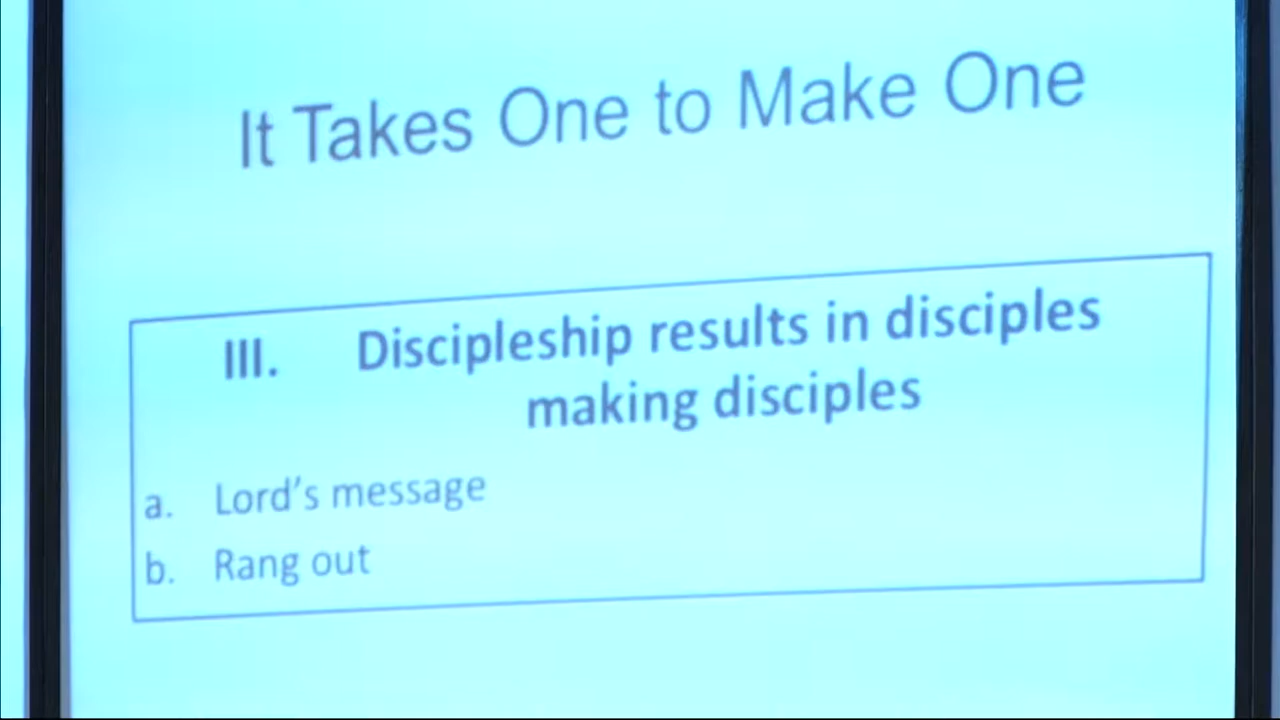 It Takes One to Make One
III. Discipleship results in disciples
making disciples
a. Lord’s message
b. Rang out